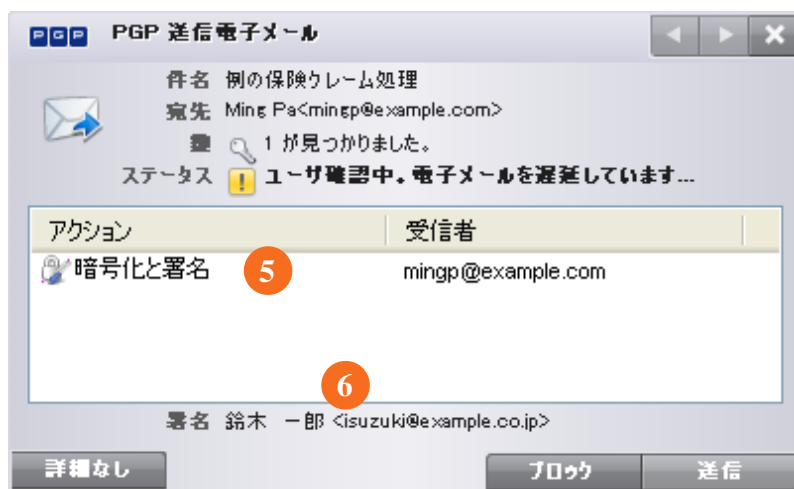 PGP PGP 送信電子メール
件名 例の保険クレーム処理
宛先 Ming Pa<mingp@example.com>
鍵 1 が見つかりました。
ステータス ! ユーザ確認中。電子メールを遅延しています...
アクション 受信者
暗号化と署名 5 mingp@example.com
6
署名 鈴木 一郎 <isuzuki@example.co.jp>
詳細なし ブロック 送信